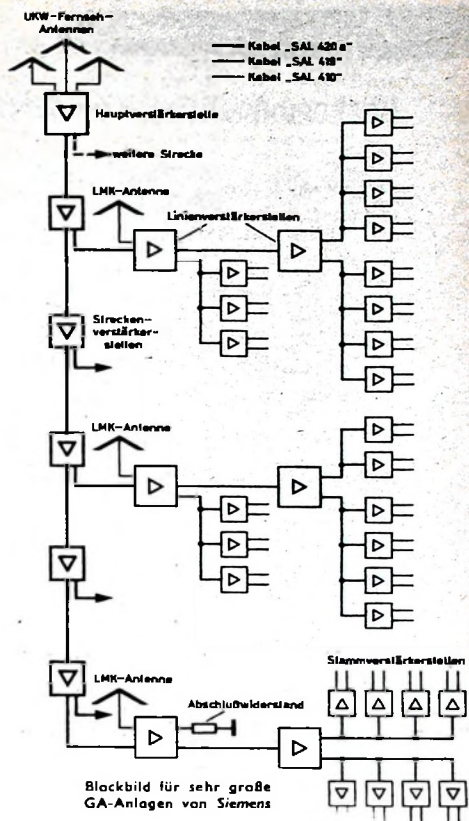 UKW-Fernseh-
Antennen
Kabel „SAL 420a"
Kabel „SAL 418"
Kabel „SAL 410"
Hauptverstärkerstelle
weitere Strecke
LMK-Antenne
Linienverstärkerstellen
Strecken-
verstärker-
stellen
LMK-Antenne
Stammverstärkerstellen
LMK-Antenne
Abschlußwiderstand
Blockbild für sehr große
GA-Anlagen von Siemens